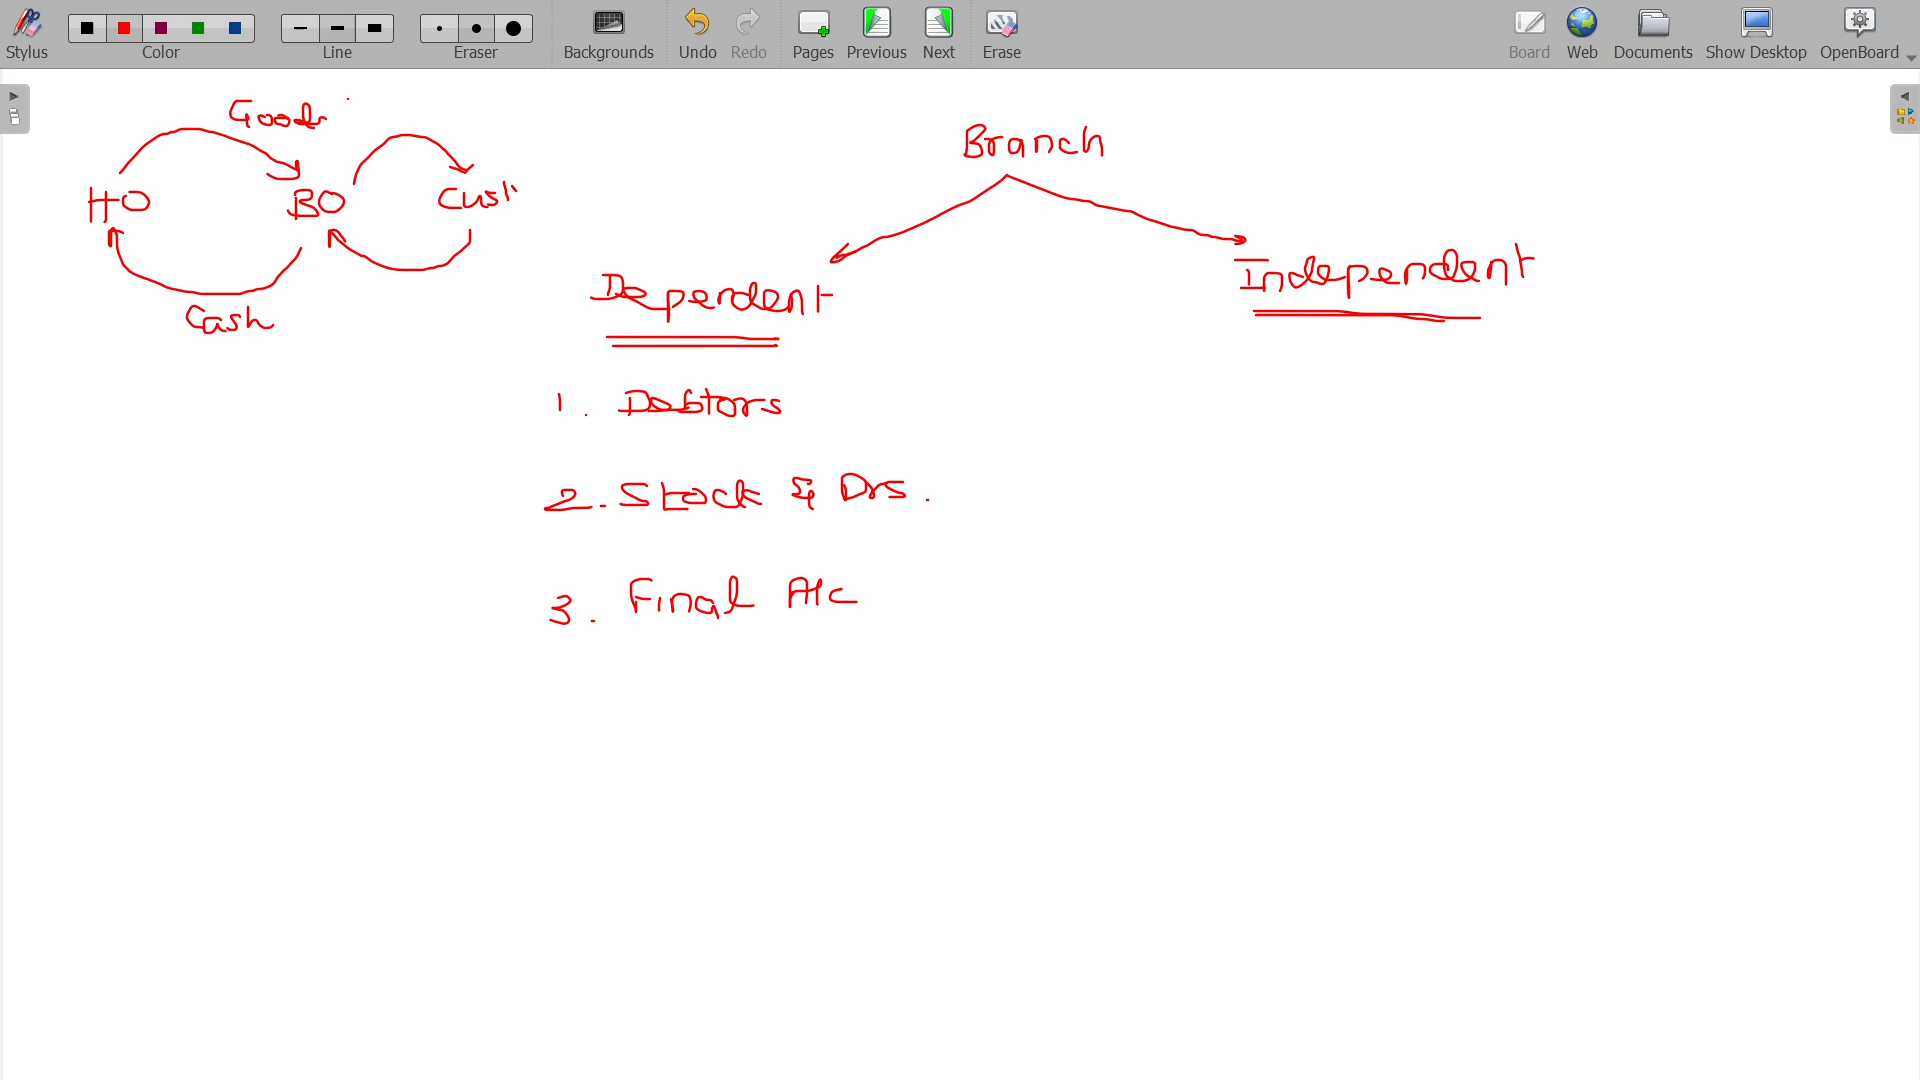 Stylus Color Line Eraser Backgrounds Undo Redo Pages Previous Next Erase Board Web Documents Show Desktop OpenBoard
Goods
HO BO Cust
Cash
Branch
Dependent Independent
1. Debtors
2. Stock & Drs.
3. Final A/c